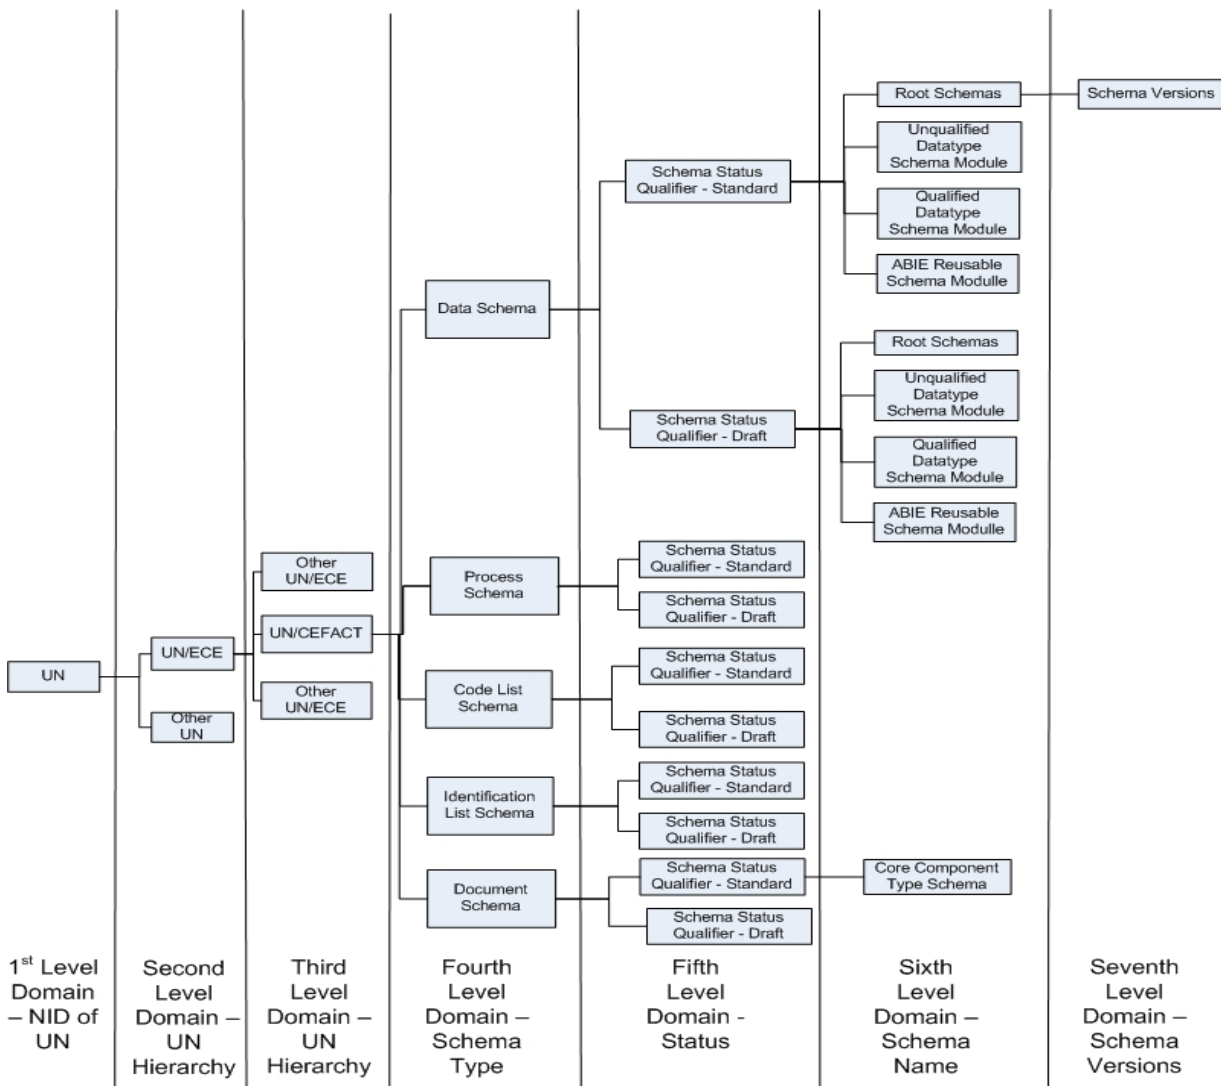 UN
UN/ECE
Other
UN
Other
UN/ECE
UN/CEFACT
Other
UN/ECE
Data Schema
Process
Schema
Code List
Schema
Identification
List Schema
Document
Schema
Schema Status
Qualifier - Standard
Schema Status
Qualifier - Draft
Schema Status
Qualifier - Standard
Schema Status
Qualifier - Draft
Schema Status
Qualifier - Standard
Schema Status
Qualifier - Draft
Schema Status
Qualifier - Standard
Schema Status
Qualifier - Draft
Schema Status
Qualifier - Standard
Schema Status
Qualifier - Draft
Root Schemas
Unqualified
Datatype
Schema Module
Qualified
Datatype
Schema Module
ABIE Reusable
Schema Modulle
Root Schemas
Unqualified
Datatype
Schema Module
Qualified
Datatype
Schema Module
ABIE Reusable
Schema Modulle
Core Component
Type Schema
Schema Versions
1st Level
Domain
– NID of
UN
Second
Level
Domain –
UN
Hierarchy
Third
Level
Domain –
UN
Hierarchy
Fourth
Level
Domain –
Schema
Type
Fifth
Level
Domain -
Status
Sixth
Level
Domain –
Schema
Name
Seventh
Level
Domain –
Schema
Versions